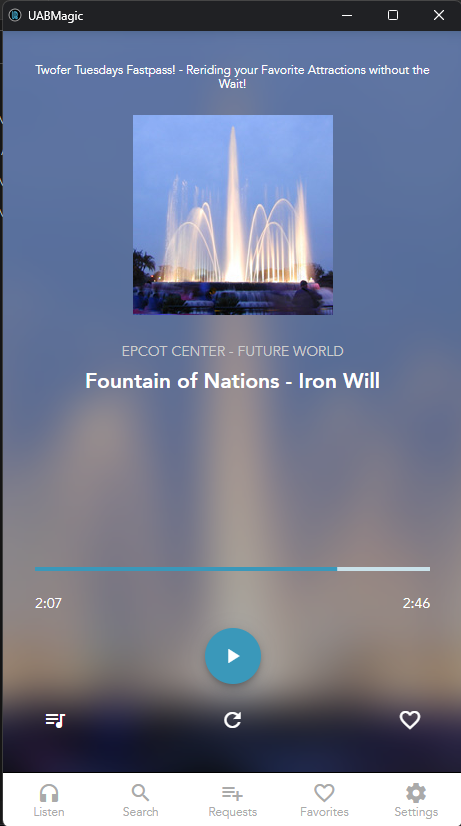 UABMagic
Twofer Tuesdays Fastpass! - Reriding your Favorite Attractions without the
Wait!
EPCOT CENTER - FUTURE WORLD
Fountain of Nations - Iron Will
2:07
2:46
Listen
Search
Requests
Favorites
Settings